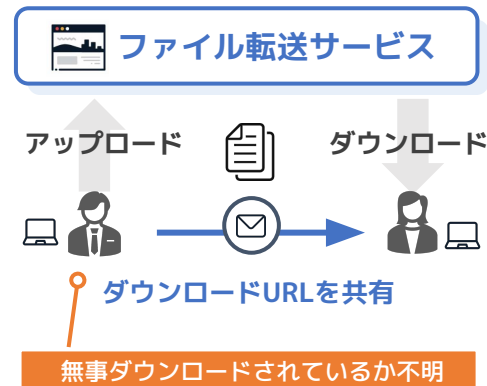 ファイル転送サービス
アップロード
ダウンロード
ダウンロードURLを共有
無事ダウンロードされているか不明